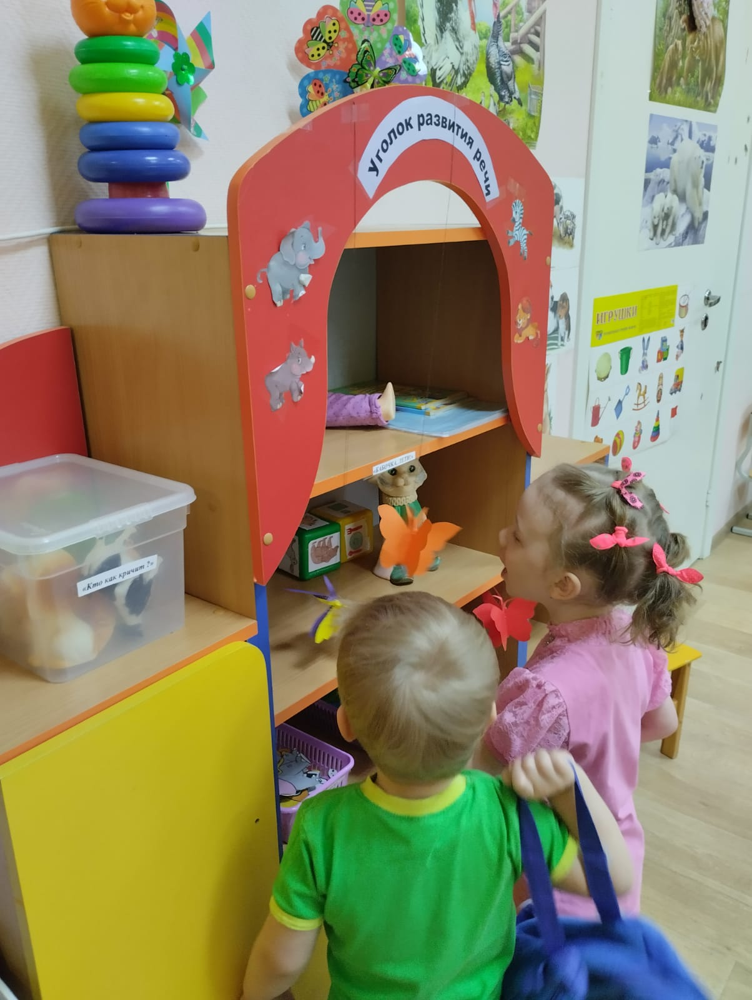 Уголок развития речи
ИГРУШКИ
«БАБОЧКА, ЛЕТИ!»
«Кто как кричит ?»